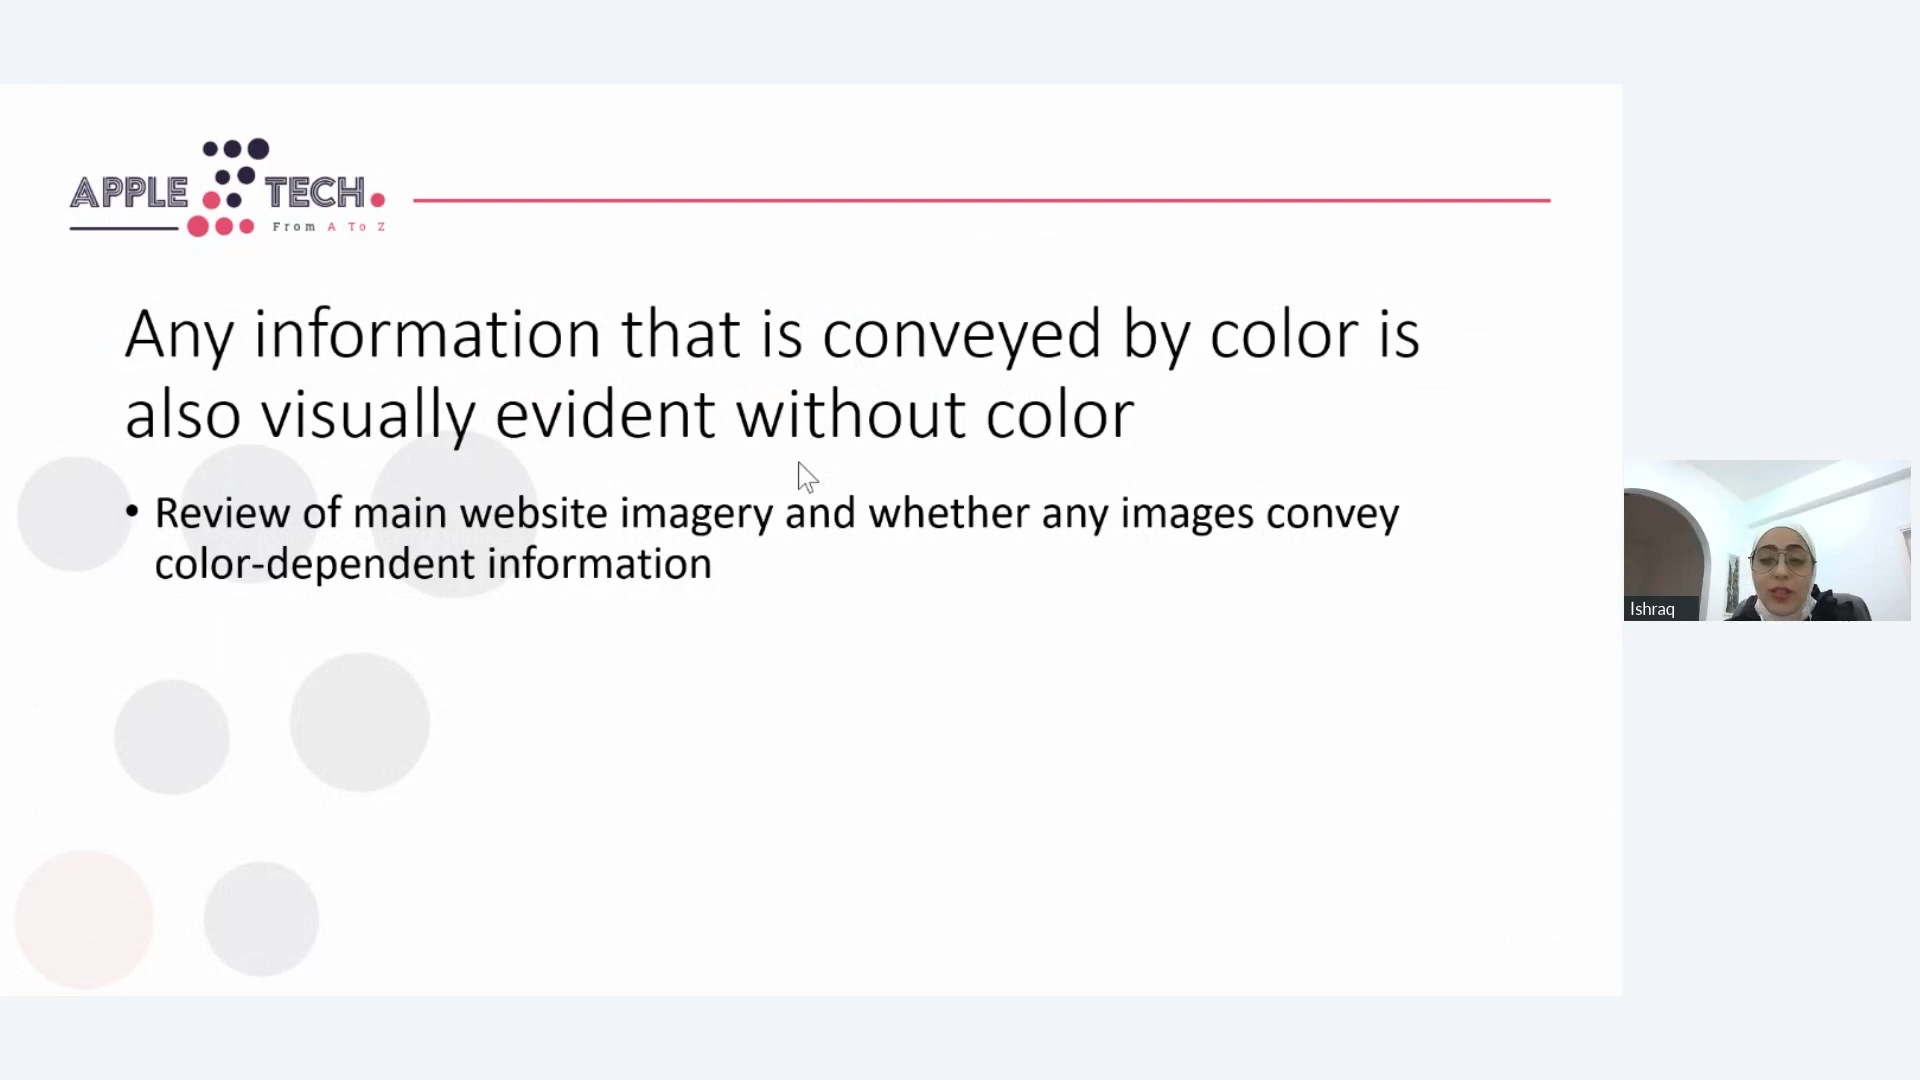 APPLE TECH.
From A To Z
Any information that is conveyed by color is
also visually evident without color
• Review of main website imagery and whether any images convey
color-dependent information
Ishraq